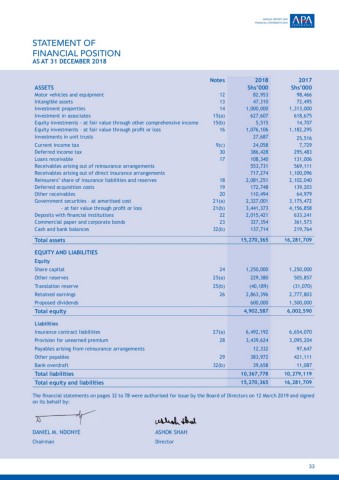 ANNUAL REPORT AND
FINANCIAL STATEMENTS 2018
APA
INSURANCE
STATEMENT OF
FINANCIAL POSITION
AS AT 31 DECEMBER 2018
Notes 2018 2017
ASSETS Shs'000 Shs'000
Motor vehicles and equipment 12 82,953 98,466
Intangible assets 13 47,310 72,495
Investment properties 14 1,000,000 1,313,000
Investment in associates 15(a) 627,607 618,675
Equity investments - at fair value through other comprehensive income 15(b) 5,515 14,707
Equity investments - at fair value through profit or loss 16 1,076,106 1,182,295
Investments in unit trusts 27,687 25,516
Current income tax 9(c) 24,058 7,729
Deferred income tax 30 386,428 295,483
Loans receivable 17 108,340 131,006
Receivables arising out of reinsurance arrangements 553,731 569,111
Receivables arising out of direct insurance arrangements 717,274 1,100,096
Reinsurers' share of insurance liabilities and reserves 18 2,081,251 2,102,040
Deferred acquisition costs 19 172,748 139,203
Other receivables 20 110,494 64,979
Government securities - at amortised cost 21(a) 2,327,001 3,175,472
- at fair value through profit or loss 21(b) 3,441,373 4,156,858
Deposits with financial institutions 22 2,015,421 633,241
Commercial paper and corporate bonds 23 327,354 361,573
Cash and bank balances 32(b) 137,714 219,764
Total assets 15,270,365 16,281,709
EQUITY AND LIABILITIES
Equity
Share capital 24 1,250,000 1,250,000
Other reserves 25(a) 229,380 505,857
Translation reserve 25(b) (40,189) (31,070)
Retained earnings 26 2,863,396 2,777,803
Proposed dividends 600,000 1,500,000
Total equity 4,902,587 6,002,590
Liabilities
Insurance contract liabilities 27(a) 6,492,192 6,654,070
Provision for unearned premium 28 3,439,624 3,095,204
Payables arising from reinsurance arrangements 12,332 97,647
Other payables 29 383,972 421,111
Bank overdraft 32(b) 39,658 11,087
Total liabilities 10,367,778 10,279,119
Total equity and liabilities 15,270,365 16,281,709
The financial statements on pages 32 to 78 were authorised for issue by the Board of Directors on 12 March 2019 and signed
on its behalf by:
DANIEL M. NDONYE ASHOK SHAH
Chairman Director
33